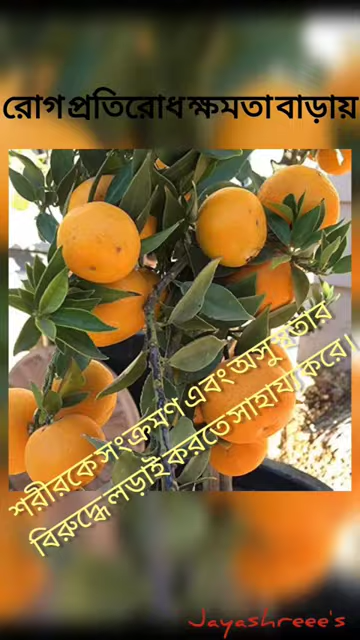 রোগ প্রতিরোধ ক্ষমতা বাড়ায়
শরীরকে সংক্রমণ এবং অসুস্থতার
বিরুদ্ধে লড়াই করতে সাহায্য করে।
Jayashreee's